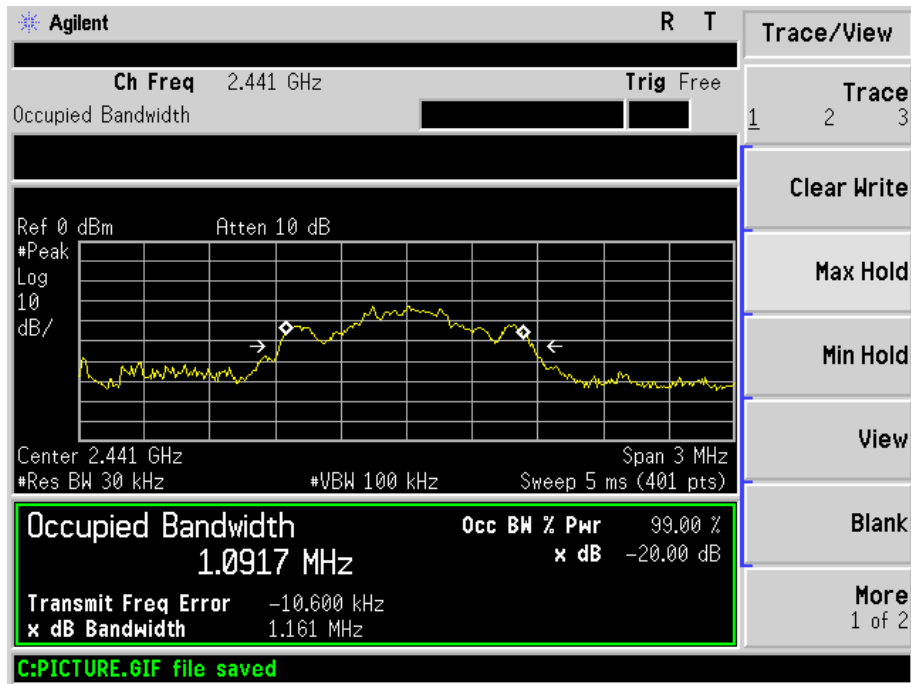 Agilent R T
Ch Freq 2.441 GHz Trig Free
Occupied Bandwidth
Ref 0 dBm Atten 10 dB
#Peak
Log
10
dB/
Center 2.441 GHz Span 3 MHz
#Res BW 30 kHz #VBW 100 kHz Sweep 5 ms (401 pts)
Occupied Bandwidth Occ BW % Pwr 99.00 %
1.0917 MHz x dB -20.00 dB
Transmit Freq Error -10.600 kHz
x dB Bandwidth 1.161 MHz
C:PICTURE.GIF file saved
Trace/View
Trace
1 2 3
Clear Write
Max Hold
Min Hold
View
Blank
More
1 of 2